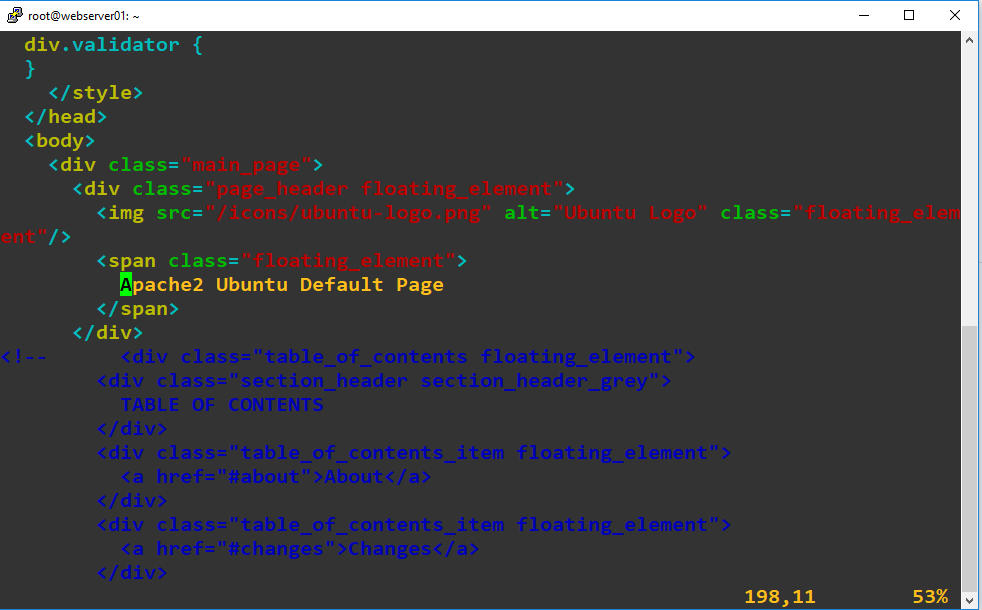 root@webserver01: ~
div.validator {
}
</style>
</head>
<body>
<div class="main_page">
<div class="page_header floating_element">
<img src="/icons/ubuntu-logo.png" alt="Ubuntu Logo" class="floating_elem
ent"/>
<span class="floating_element">
Apache2 Ubuntu Default Page
</span>
</div>
<!--      <div class="table_of_contents floating_element">
<div class="section_header section_header_grey">
TABLE OF CONTENTS
</div>
<div class="table_of_contents_item floating_element">
<a href="#about">About</a>
</div>
<div class="table_of_contents_item floating_element">
<a href="#changes">Changes</a>
</div>
198,11 53%